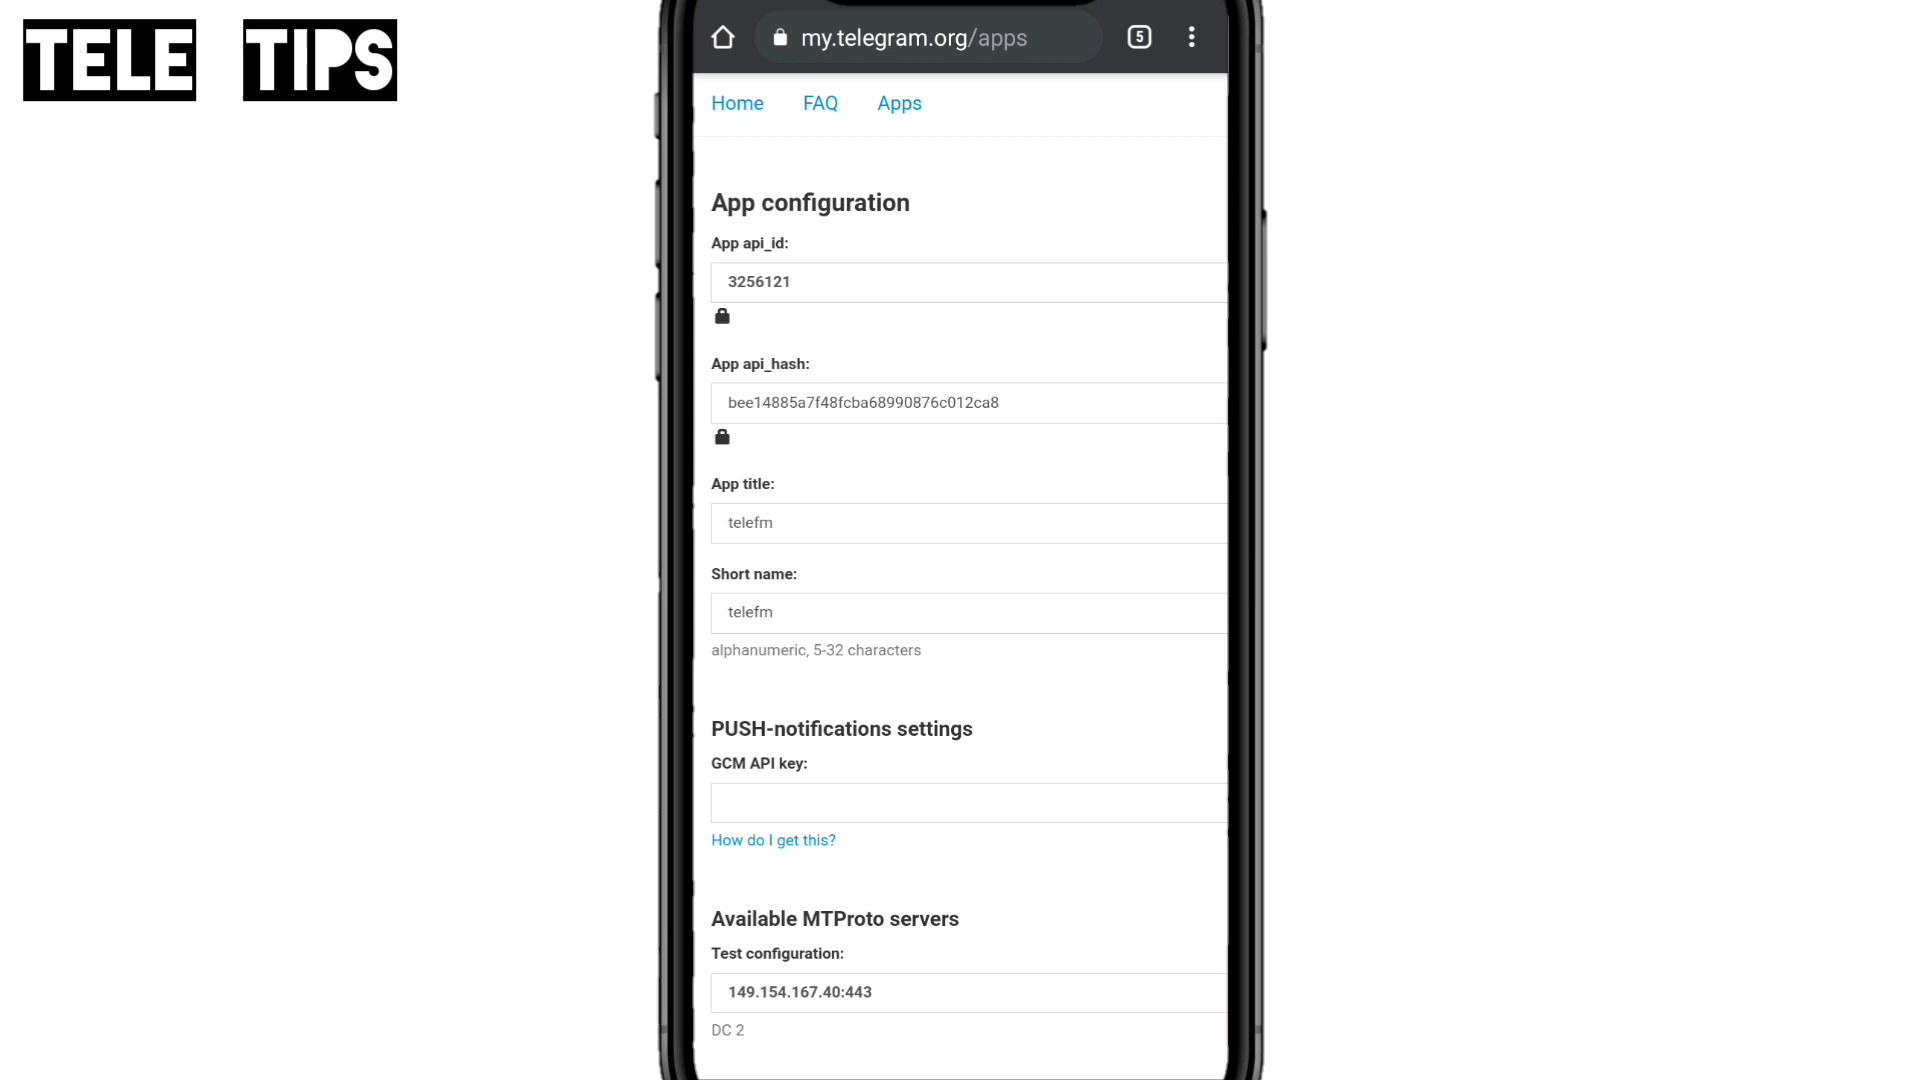 TELE TIPS
my.telegram.org/apps
5
Home FAQ Apps
App configuration
App api_id:
3256121
App api_hash:
bee14885a7f48fcba68990876c012ca8
App title:
telefm
Short name:
telefm
alphanumeric, 5-32 characters
PUSH-notifications settings
GCM API key:
How do I get this?
Available MTProto servers
Test configuration:
149.154.167.40:443
DC 2